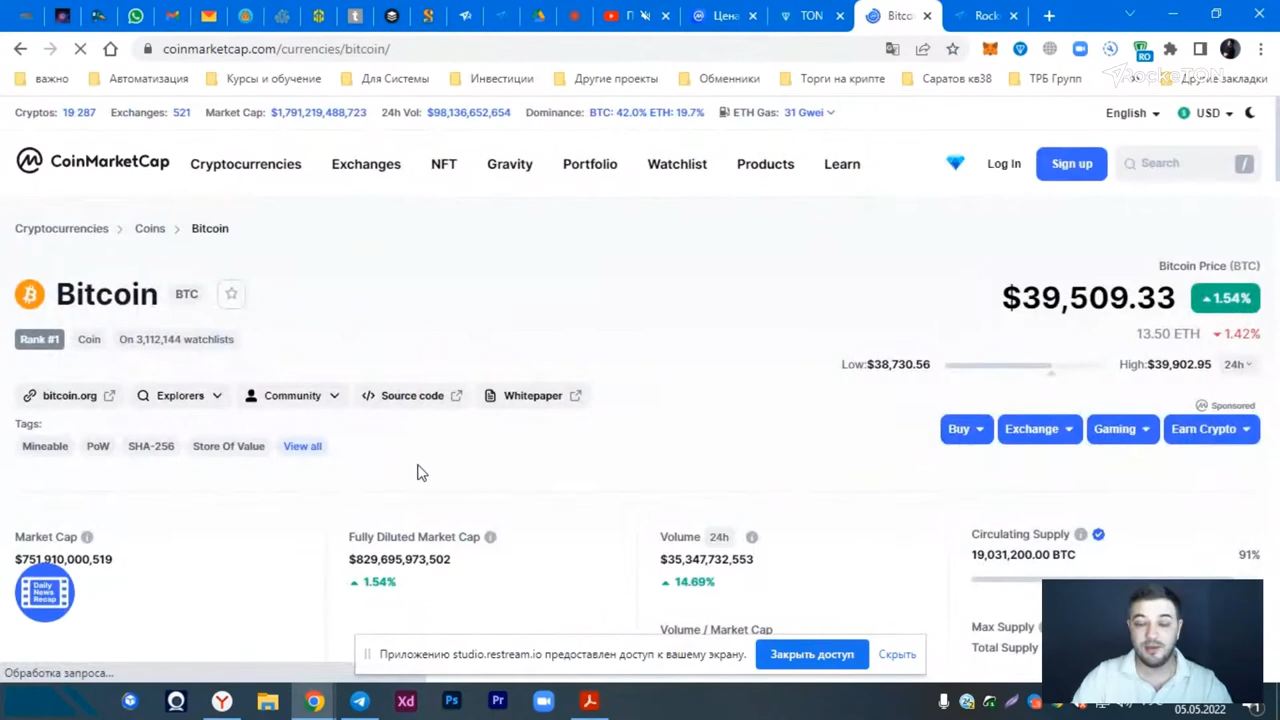 П
Цена
TON
Bitco
Rock
coinmarketcap.com/currencies/bitcoin/
RO
важно
Автоматизация
Курсы и обучение
Для Системы
Инвестиции
Другие проекты
Обменники
Торги на крипте
Саратов кв38
ТРБ Групп
Другие закладки
ROCKETON
Cryptos: 19 287 Exchanges: 521 Market Cap: $1,791,219,488,723 24h Vol: $98,136,652,654 Dominance: BTC: 42.0% ETH: 19.7% ETH Gas: 31 Gwei English USD
CoinMarketCap Cryptocurrencies Exchanges NFT Gravity Portfolio Watchlist Products Learn Log In Sign up Search /
Cryptocurrencies > Coins > Bitcoin
Bitcoin Price (BTC)
Bitcoin BTC
$39,509.33 1.54%
Rank #1 Coin On 3,112,144 watchlists
13.50 ETH 1.42%
Low:$38,730.56 High:$39,902.95 24h
bitcoin.org Explorers Community Source code Whitepaper
Sponsored
Tags:
Buy Exchange Gaming Earn Crypto
Mineable PoW SHA-256 Store Of Value View all
Market Cap
$751,910,000,519
Fully Diluted Market Cap
$829,695,973,502
1.54%
Volume 24h
$35,347,732,553
14.69%
Volume / Market Cap
Circulating Supply
19,031,200.00 BTC 91%
Max Supply
Total Supply
Daily
News
Recap
Приложению studio.restream.io предоставлен доступ к вашему экрану. Закрыть доступ Скрыть
Обработка запроса...
Xd
Ps
Pr
05.05.2022
1